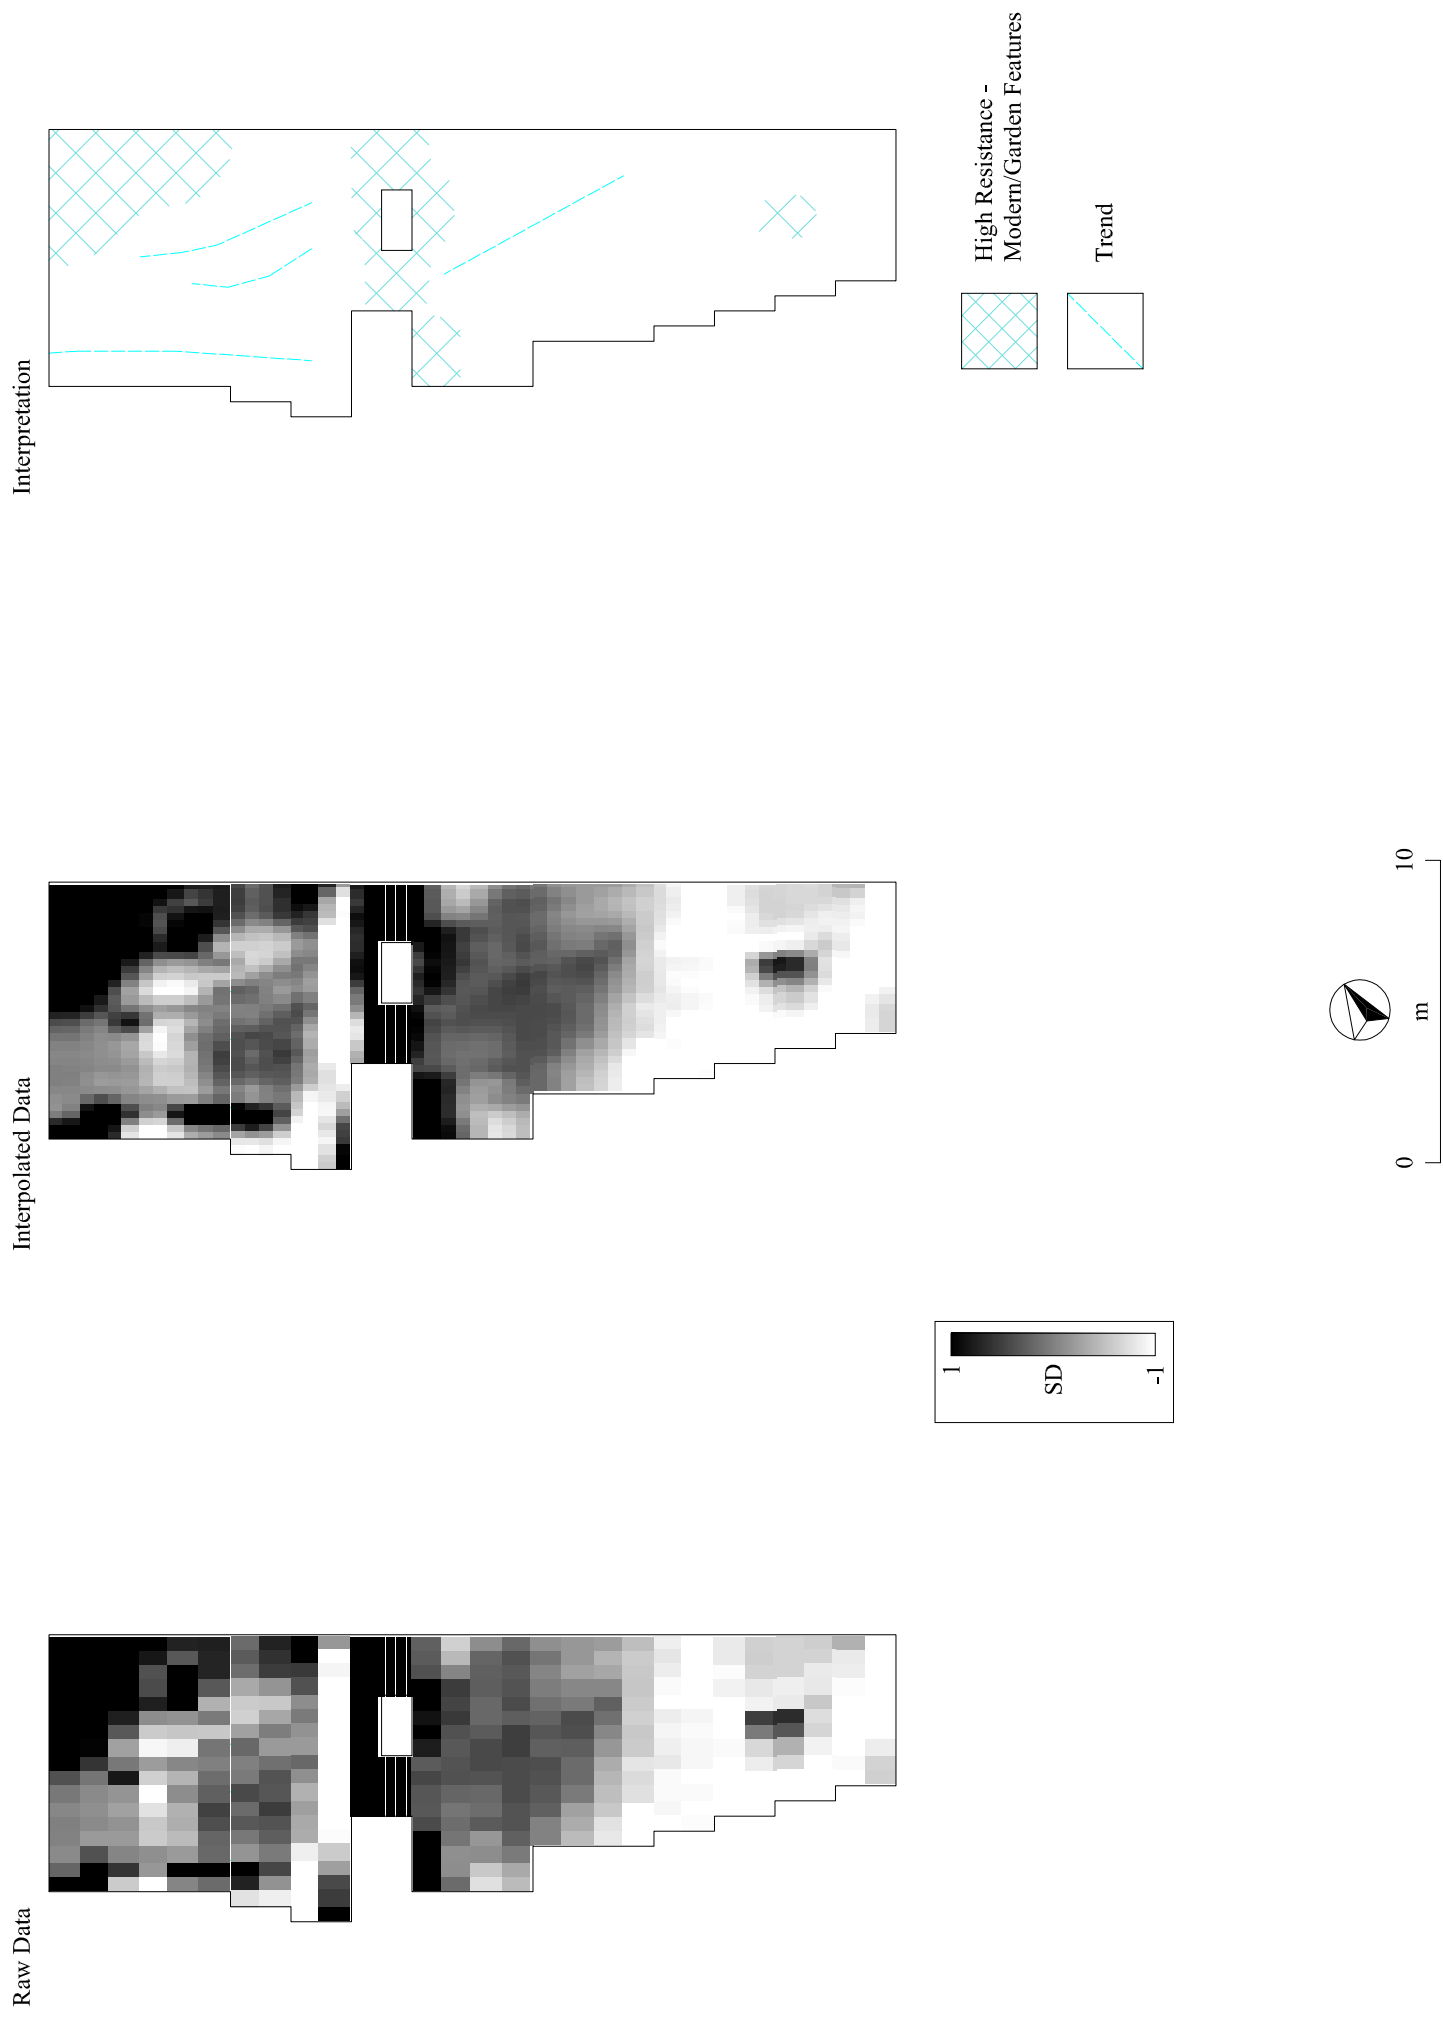 Raw Data
Interpolated Data
Interpretation
1
SD
-1
High Resistance -
Modern/Garden Features
Trend
0
m
10